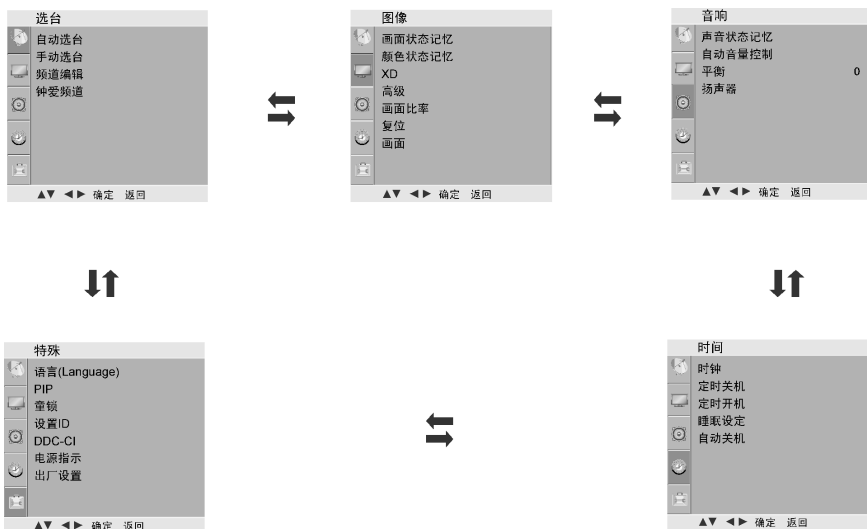 选台
自动选台
手动选台
频道编辑
钟爱频道
▲▼ ◄► 确定 返回
图像
画面状态记忆
颜色状态记忆
XD
高级
画面比率
复位
画面
▲▼ ◄► 确定 返回
音响
声音状态记忆
自动音量控制
平衡 0
扬声器
▲▼ ◄► 确定 返回
特殊
语言(Language)
PIP
童锁
设置ID
DDC-CI
电源指示
出厂设置
▲▼ ◄► 确定 返回
时间
时钟
定时关机
定时开机
睡眠设定
自动关机
▲▼ ◄► 确定 返回